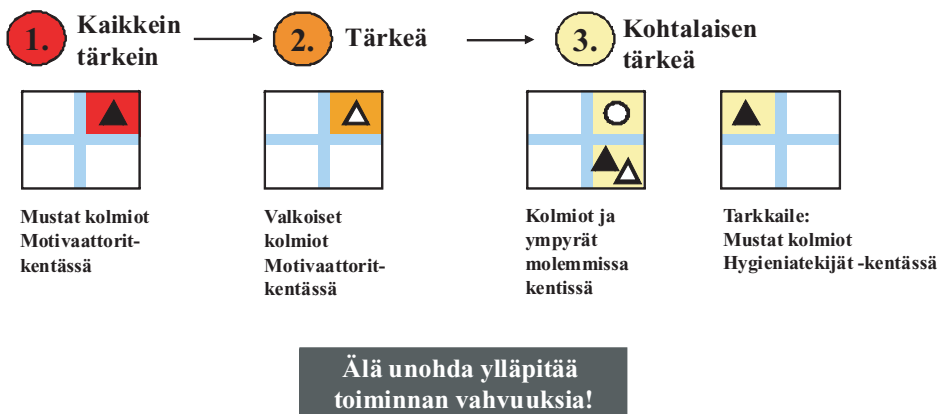 1.
Kaikkein
tärkein
2.
Tärkeä
3.
Kohtalaisen
tärkeä
Mustat kolmiot
Motivaattorit-
kentässä
Valkoiset
kolmiot
Motivaattorit-
kentässä
Kolmiot ja
ympyrät
molemmissa
kentissä
Tarkkaile:
Mustat kolmiot
Hygieniatekijät -kentässä
Älä unohda ylläpitää
toiminnan vahvuuksia!